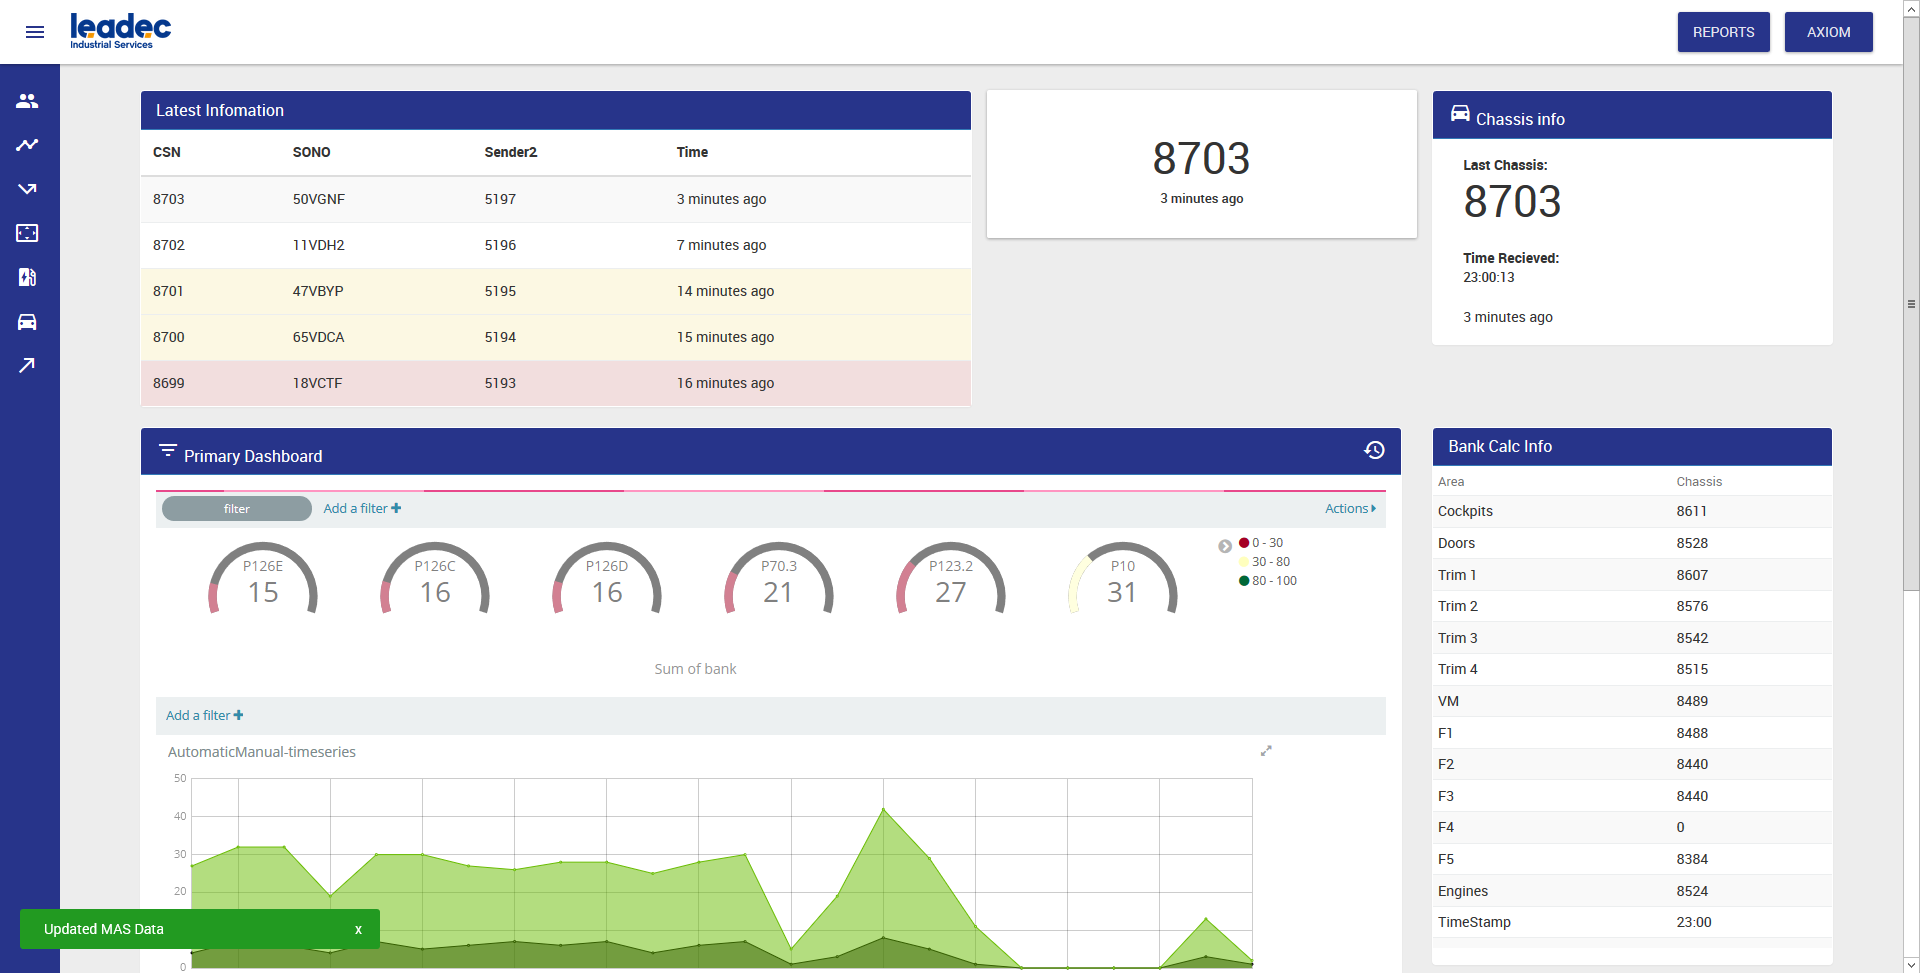 leadec
Industrial Services
REPORTS
AXIOM
Latest Infomation
CSN SONO Sender2 Time
8703 50VGNF 5197 3 minutes ago
8702 11VDH2 5196 7 minutes ago
8701 47VBYP 5195 14 minutes ago
8700 65VDCA 5194 15 minutes ago
8699 18VCTF 5193 16 minutes ago
8703
3 minutes ago
Chassis info
Last Chassis:
8703
Time Recieved:
23:00:13
3 minutes ago
Primary Dashboard
filter Add a filter Actions
P126E
15
P126C
16
P126D
16
P70.3
21
P123.2
27
P10
31
0 - 30
30 - 80
80 - 100
Sum of bank
Add a filter
AutomaticManual-timeseries
50
40
30
20
0
Updated MAS Data x
Bank Calc Info
Area Chassis
Cockpits 8611
Doors 8528
Trim 1 8607
Trim 2 8576
Trim 3 8542
Trim 4 8515
VM 8489
F1 8488
F2 8440
F3 8440
F4 0
F5 8384
Engines 8524
TimeStamp 23:00